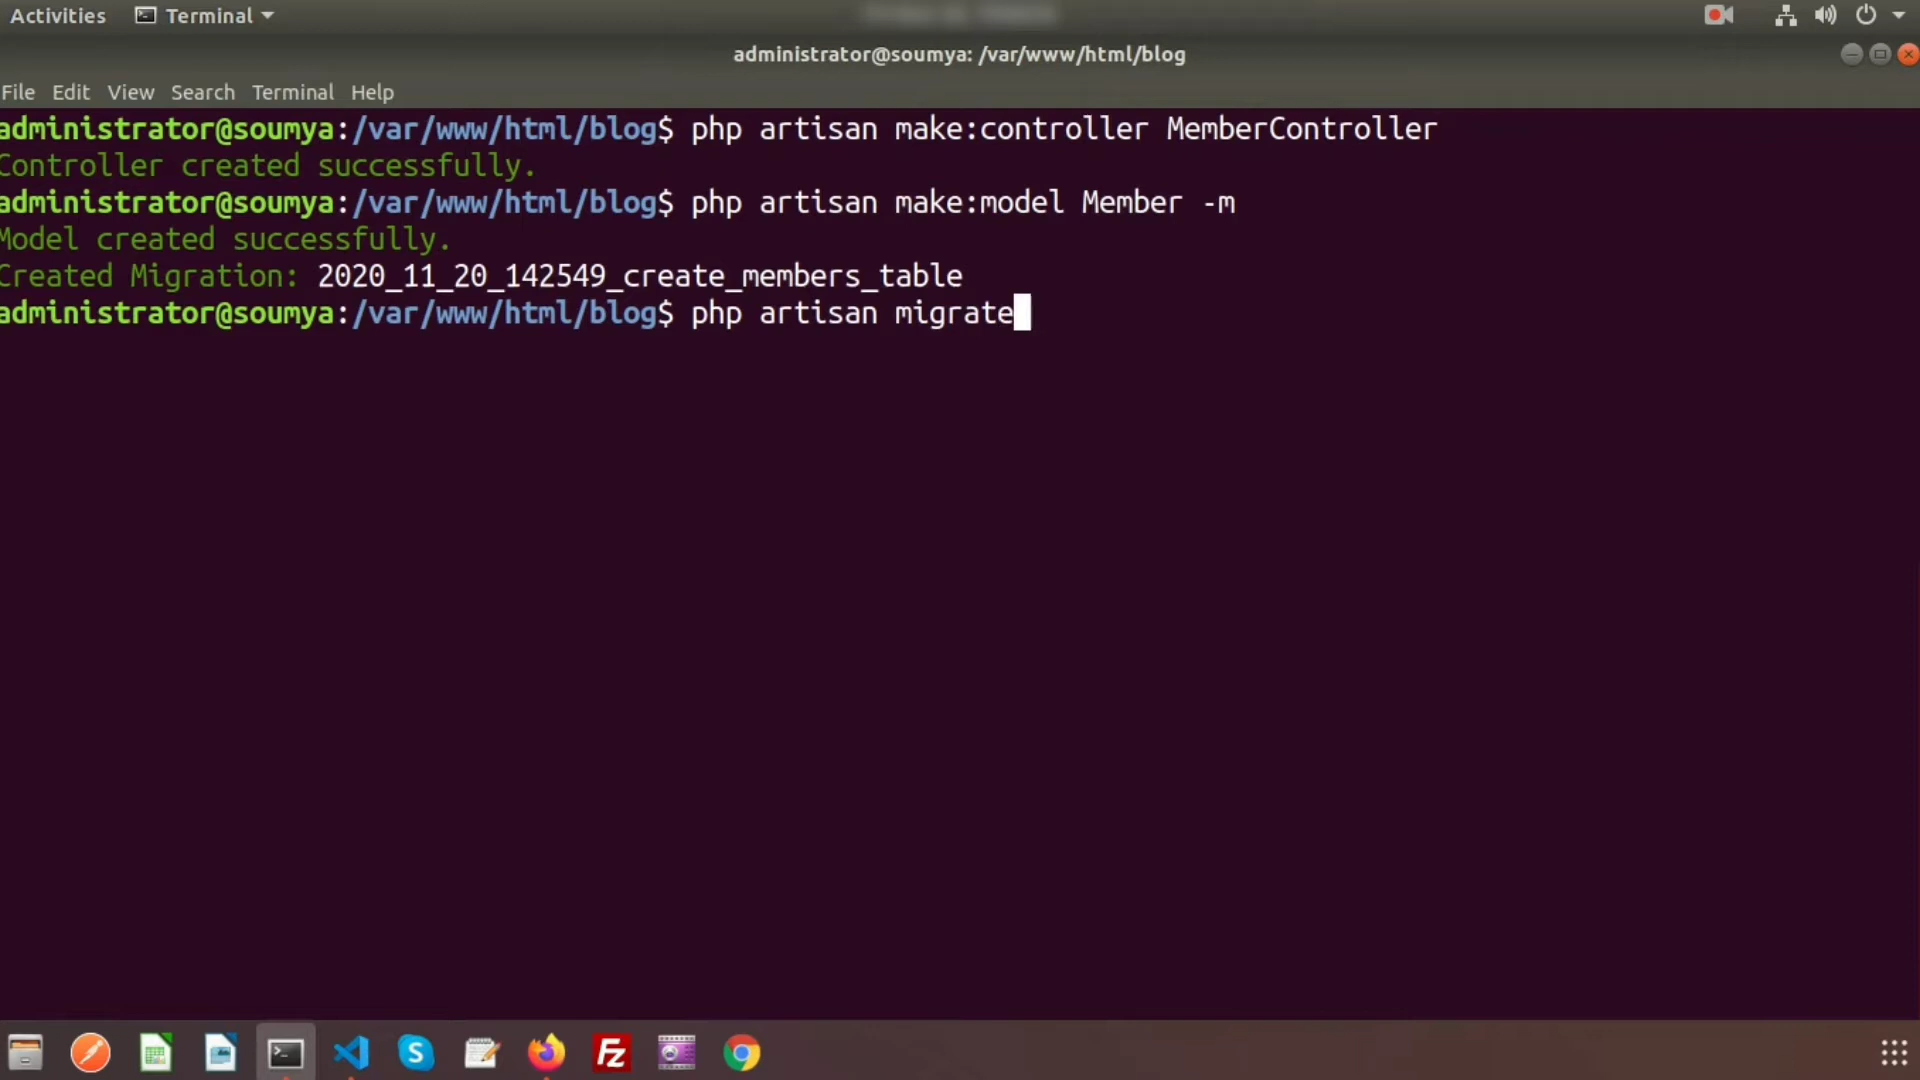 Activities Terminal
administrator@soumya: /var/www/html/blog
File Edit View Search Terminal Help
administrator@soumya:/var/www/html/blog$ php artisan make:controller MemberController
Controller created successfully.
administrator@soumya:/var/www/html/blog$ php artisan make:model Member -m
Model created successfully.
Created Migration: 2020_11_20_142549_create_members_table
administrator@soumya:/var/www/html/blog$ php artisan migrate